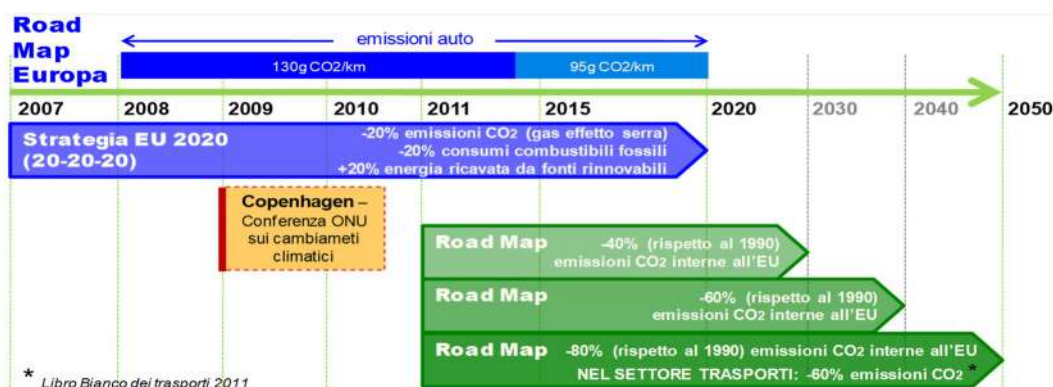 Road
Map
Europa
emissioni auto
130g CO2/km
95g CO2/km
2007
2008
2009
2010
2011
2015
2020
2030
2040
2050
Strategia EU 2020
(20-20-20)
-20% emissioni CO2 (gas effetto serra)
-20% consumi combustibili fossili
+20% energia ricavata da fonti rinnovabili
Copenhagen –
Conferenza ONU
sui cambiameti
climatici
Road Map
-40% (rispetto al 1990)
emissioni CO2 interne all'EU
Road Map
-60% (rispetto al 1990)
emissioni CO2 interne all'EU
Road Map
-80% (rispetto al 1990) emissioni CO2 interne all'EU
NEL SETTORE TRASPORTI: -60% emissioni CO2 *
* Libro Bianco dei trasporti 2011